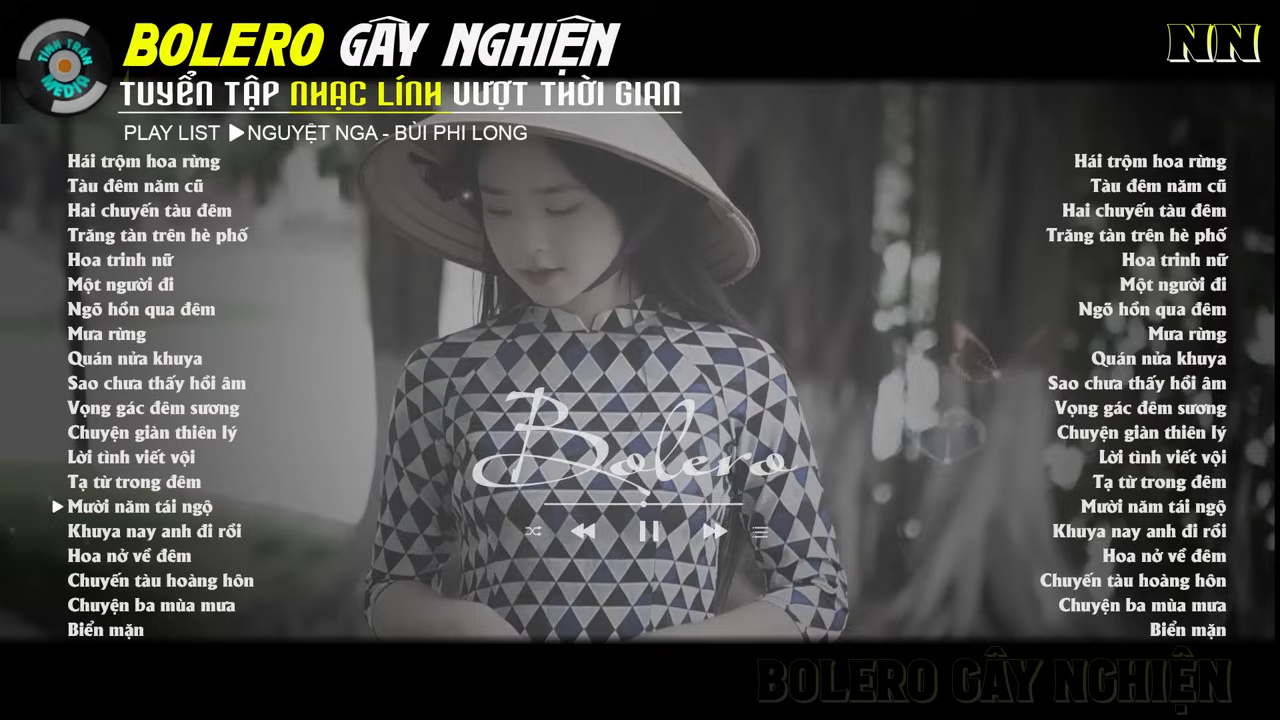 TÌNH TRẦN
MEDIA
BOLERO GÂY NGHIỆN
NN
TUYỂN TẬP NHẠC LÍNH VƯỢT THỜI GIAN
PLAY LIST ▶NGUYỆT NGA - BÙI PHI LONG
Hái trộm hoa rừng
Tàu đêm năm cũ
Hai chuyến tàu đêm
Trăng tàn trên hè phố
Hoa trinh nữ
Một người đi
Ngõ hồn qua đêm
Mưa rừng
Quán nửa khuya
Sao chưa thấy hồi âm
Vọng gác đêm sương
Chuyện giàn thiên lý
Lời tình viết vội
Tạ từ trong đêm
Mười năm tái ngộ
Khuya nay anh đi rồi
Hoa nở về đêm
Chuyến tàu hoàng hôn
Chuyện ba mùa mưa
Biển mặn
Bolero
Hái trộm hoa rừng
Tàu đêm năm cũ
Hai chuyến tàu đêm
Trăng tàn trên hè phố
Hoa trinh nữ
Một người đi
Ngõ hồn qua đêm
Mưa rừng
Quán nửa khuya
Sao chưa thấy hồi âm
Vọng gác đêm sương
Chuyện giàn thiên lý
Lời tình viết vội
Tạ từ trong đêm
Mười năm tái ngộ
Khuya nay anh đi rồi
Hoa nở về đêm
Chuyến tàu hoàng hôn
Chuyện ba mùa mưa
Biển mặn
BOLERO GÂY NGHIỆN